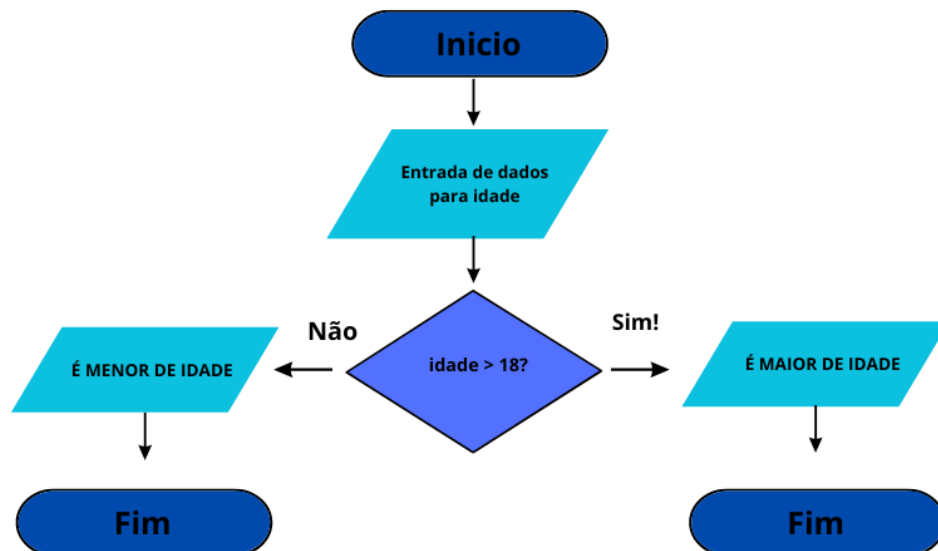 Inicio
Entrada de dados
para idade
Não
Sim!
É MENOR DE IDADE
idade > 18?
É MAIOR DE IDADE
Fim
Fim